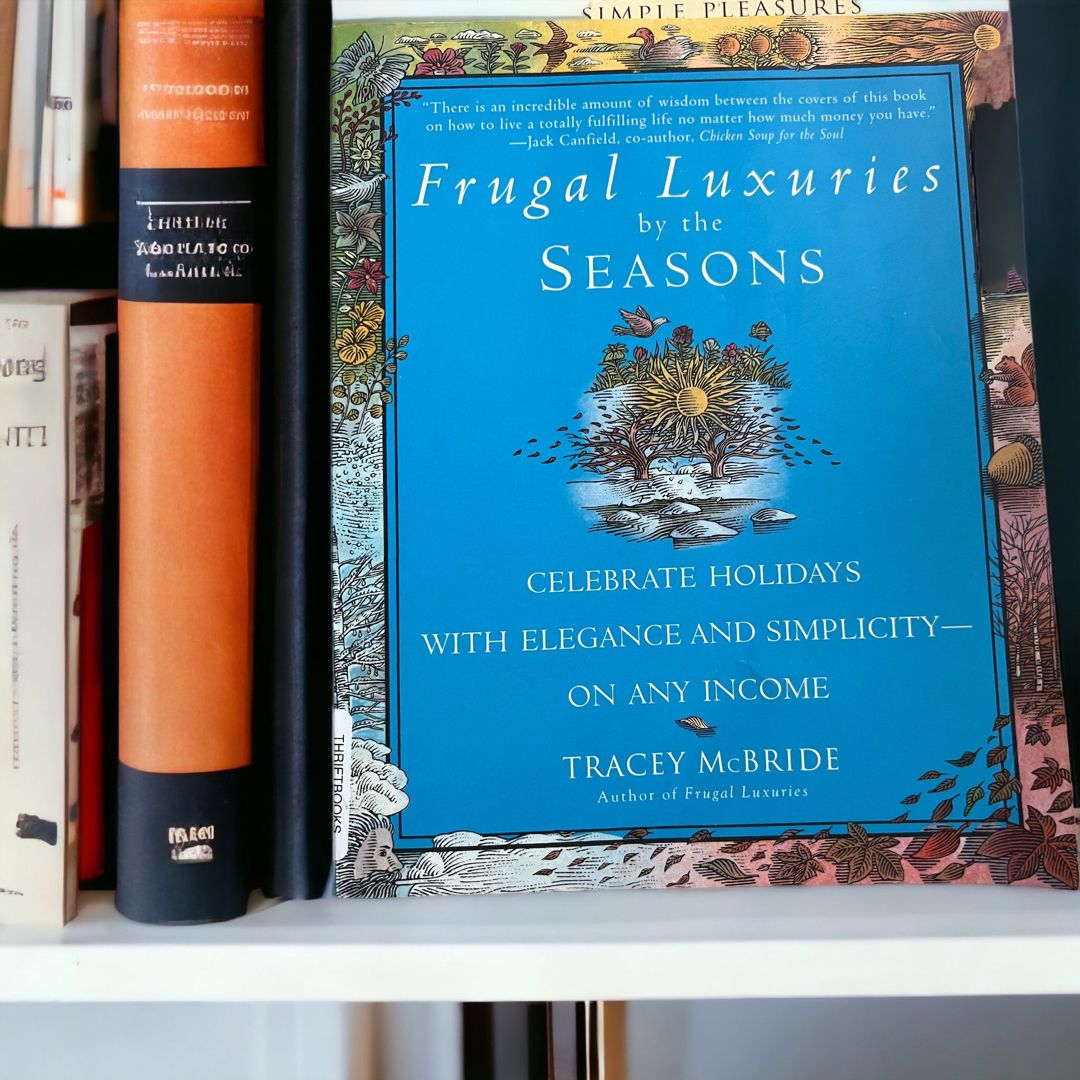 SIMPLE PLEASURES
“There is an incredible amount of wisdom between the covers of this book
on how to live a totally fulfilling life no matter how much money you have.”
—Jack Canfield, co-author, Chicken Soup for the Soul
Frugal Luxuries
by the
SEASONS
CELEBRATE HOLIDAYS
WITH ELEGANCE AND SIMPLICITY—
ON ANY INCOME
TRACEY McBRIDE
Author of Frugal Luxuries
THRIFTBOOKS